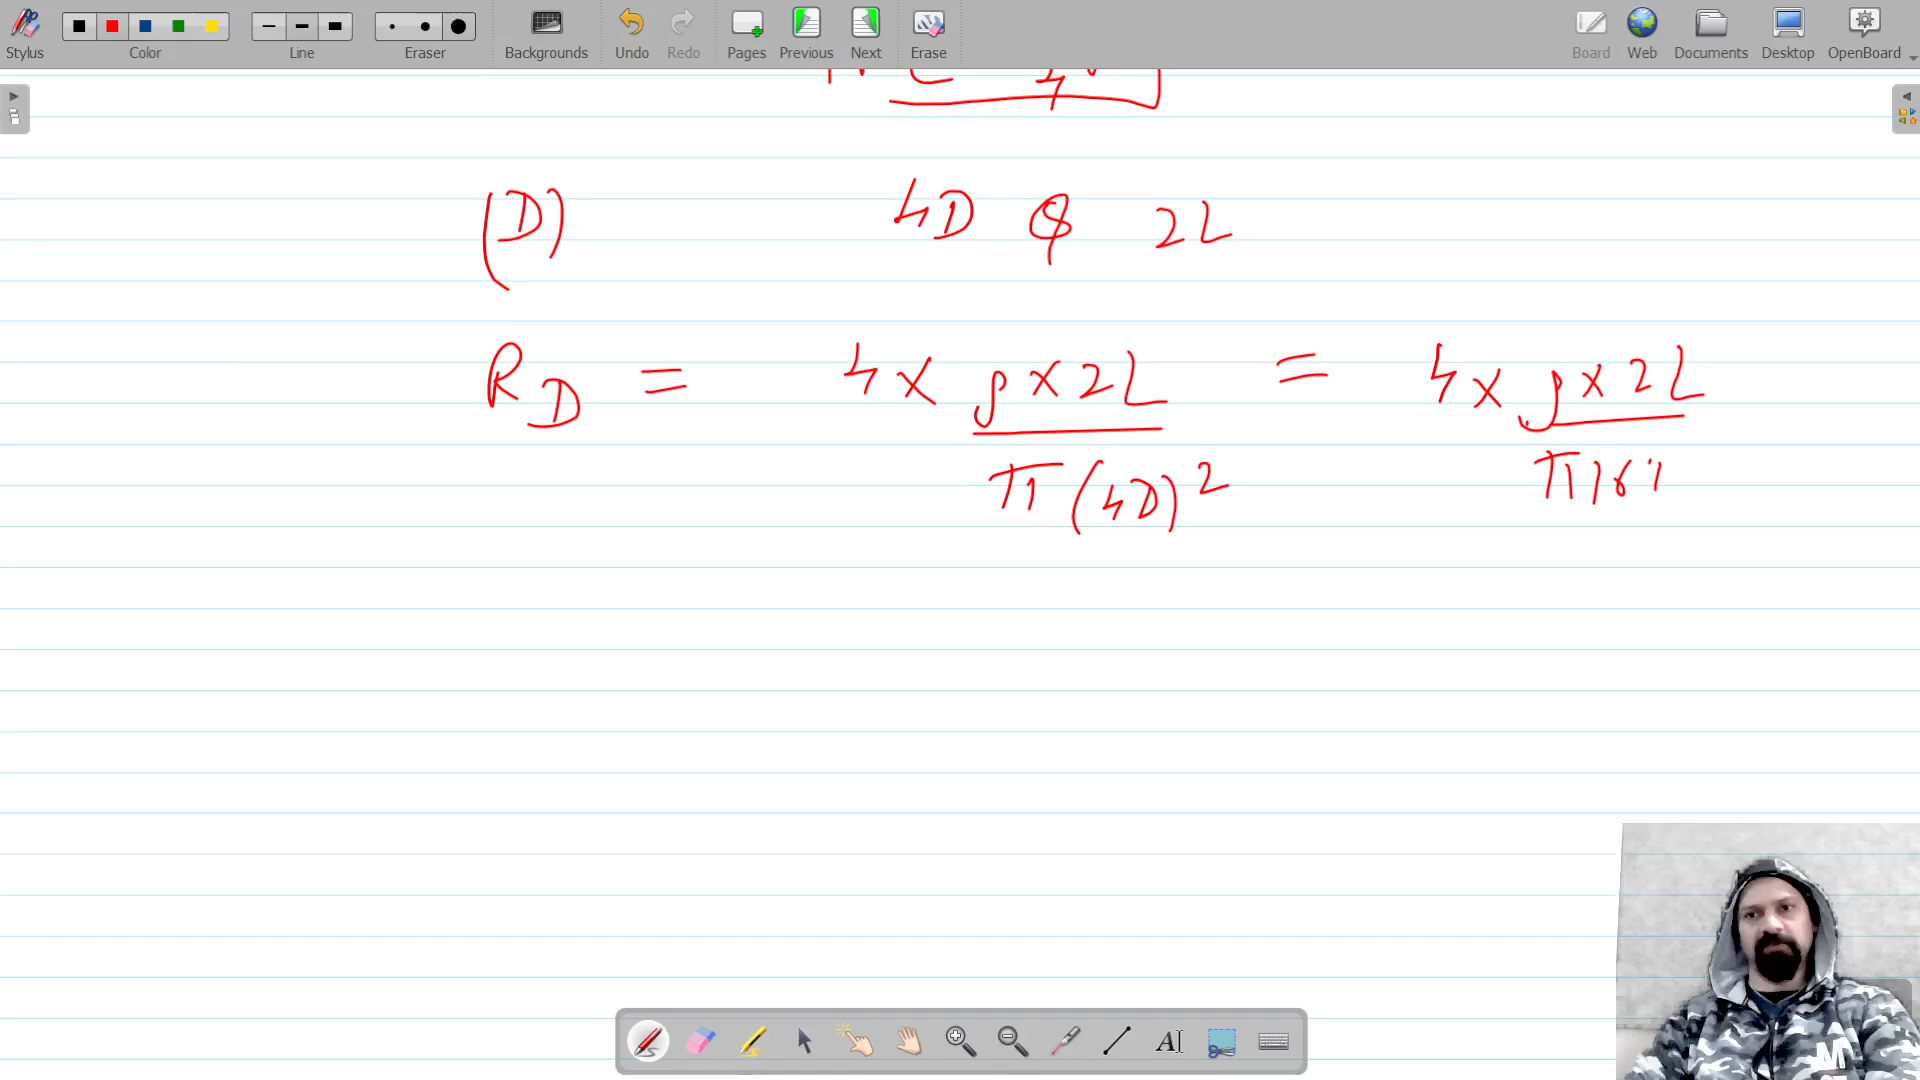 Stylus Color Line Eraser Backgrounds Undo Redo Pages Previous Next Erase Board Web Documents Desktop OpenBoard
(D) 4D & 2L
R_D = 4 × ρ×2L / π(4D)² = 4 × ρ×2L / π16